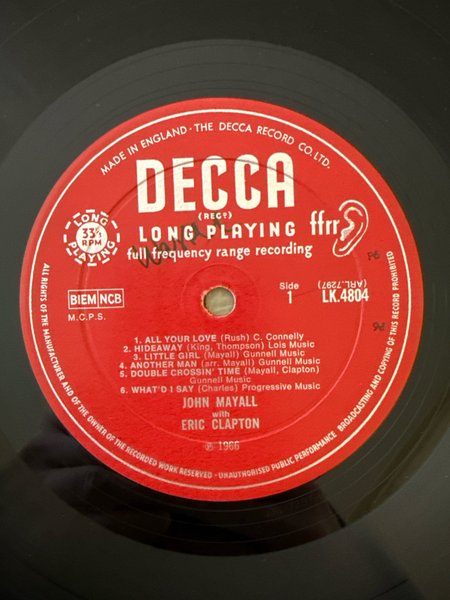 MADE IN ENGLAND - THE DECCA RECORD CO. LTD.
DECCA
(REGD)
LONG PLAYING ffrr
full frequency range recording
LONG 33⅓ RPM PLAYING
BIEM NCB
M.C.P.S.
Side 1
(ARL.7297)
LK.4804
1. ALL YOUR LOVE (Rush) C. Connelly
2. HIDEAWAY (King, Thompson) Lois Music
3. LITTLE GIRL (Mayall) Gunnell Music
4. ANOTHER MAN (arr. Mayall) Gunnell Music
5. DOUBLE CROSSIN' TIME (Mayall, Clapton)
Gunnell Music
6. WHAT'D I SAY (Charles) Progressive Music
JOHN MAYALL
with
ERIC CLAPTON
℗ 1966
ALL RIGHTS OF THE MANUFACTURER AND OF THE OWNER OF THE RECORDED WORK RESERVED - UNAUTHORISED PUBLIC PERFORMANCE BROADCASTING AND COPYING OF THIS RECORD PROHIBITED